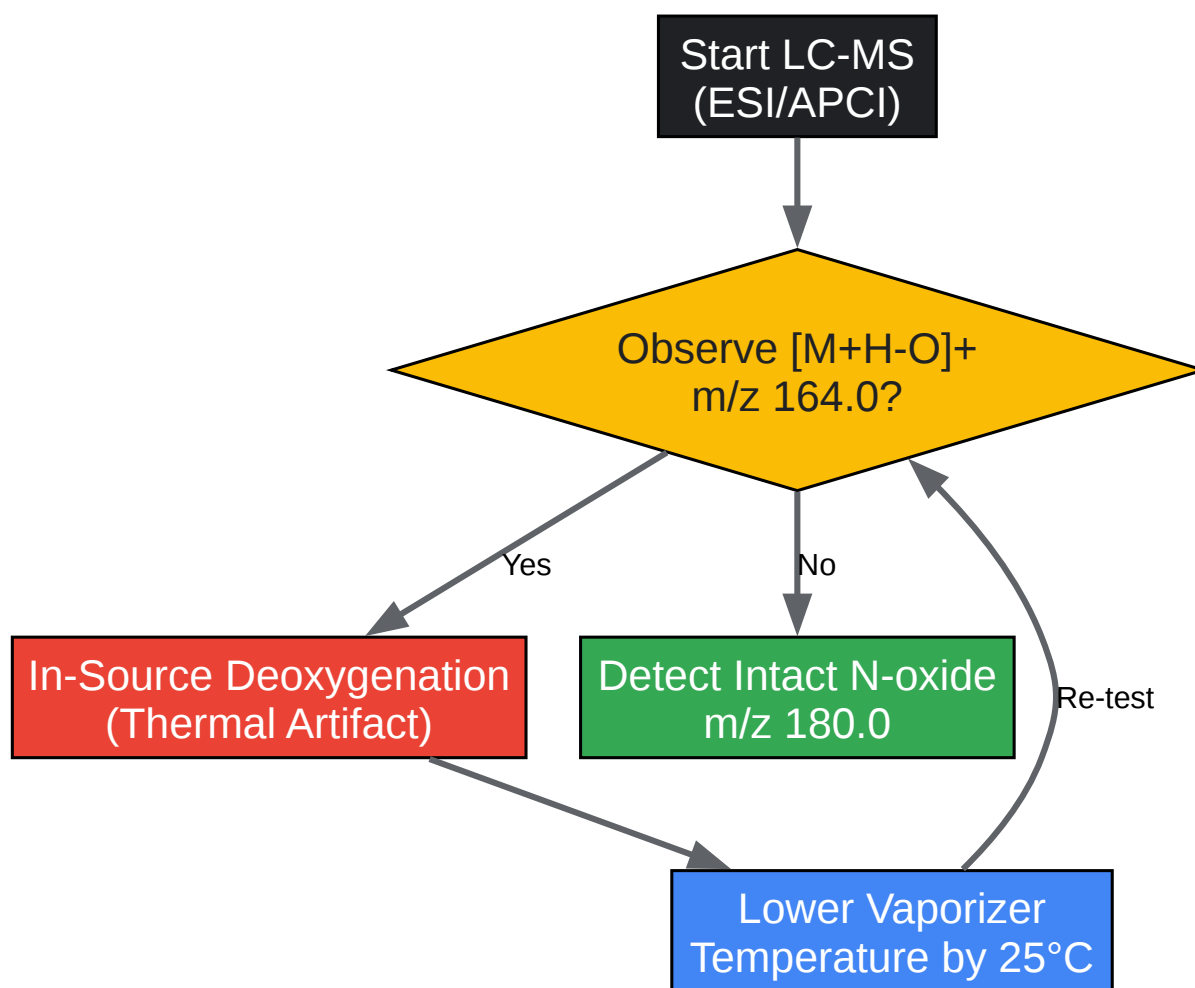 Start LC-MS
(ESI/APCI)
Observe [M+H-O]+
m/z 164.0?
Yes
No
In-Source Deoxygenation
(Thermal Artifact)
Detect Intact N-oxide
m/z 180.0
Re-test
Lower Vaporizer
Temperature by 25°C